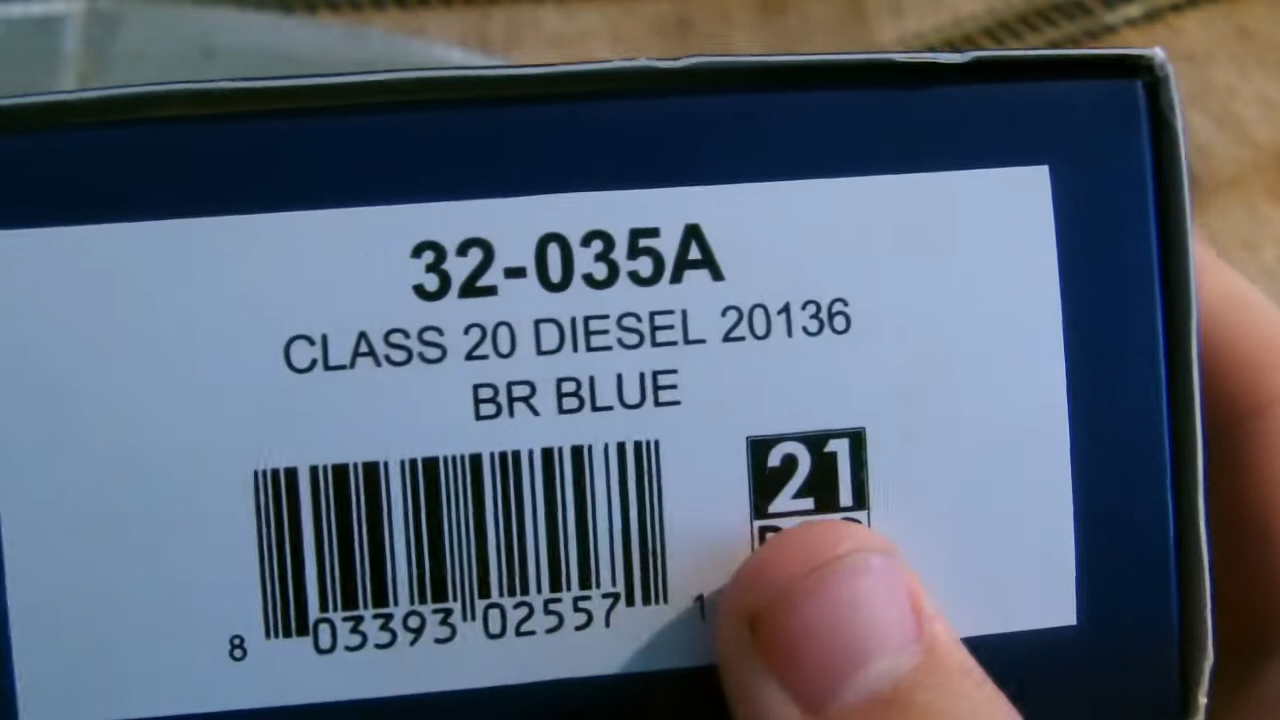 32-035A
CLASS 20 DIESEL 20136
BR BLUE
21
8 03393 02557 1